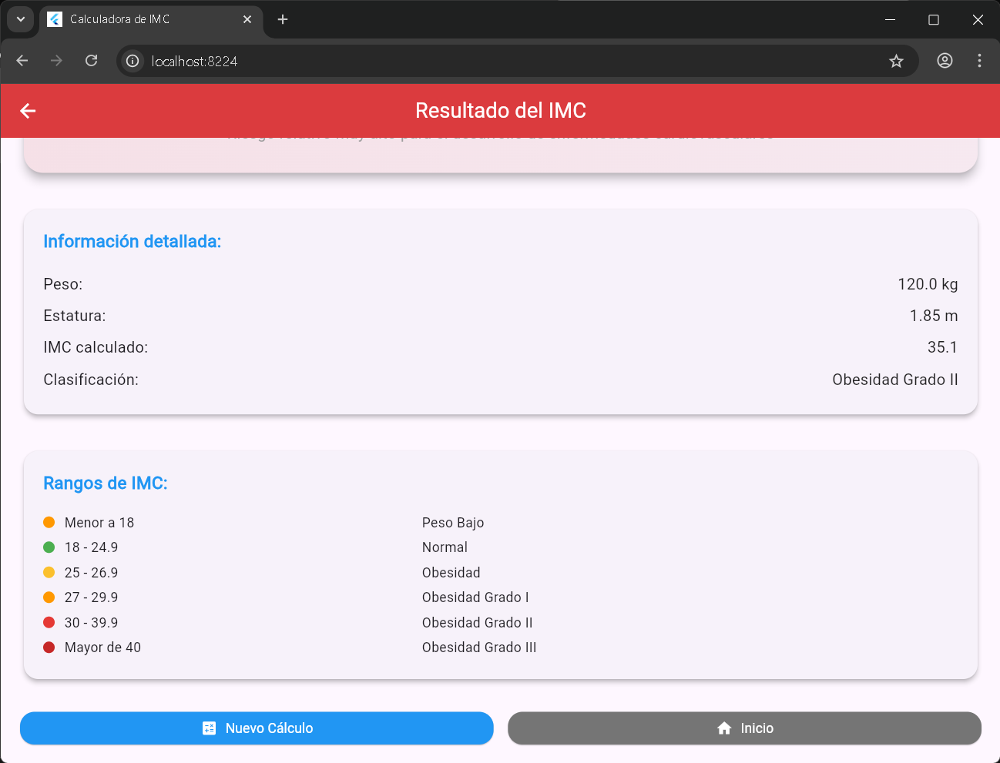 Calculadora de IMC
localhost:8224
Resultado del IMC
Información detallada:
Peso: 120.0 kg
Estatura: 1.85 m
IMC calculado: 35.1
Clasificación: Obesidad Grado II
Rangos de IMC:
Menor a 18 Peso Bajo
18 - 24.9 Normal
25 - 26.9 Obesidad
27 - 29.9 Obesidad Grado I
30 - 39.9 Obesidad Grado II
Mayor de 40 Obesidad Grado III
Nuevo Cálculo
Inicio